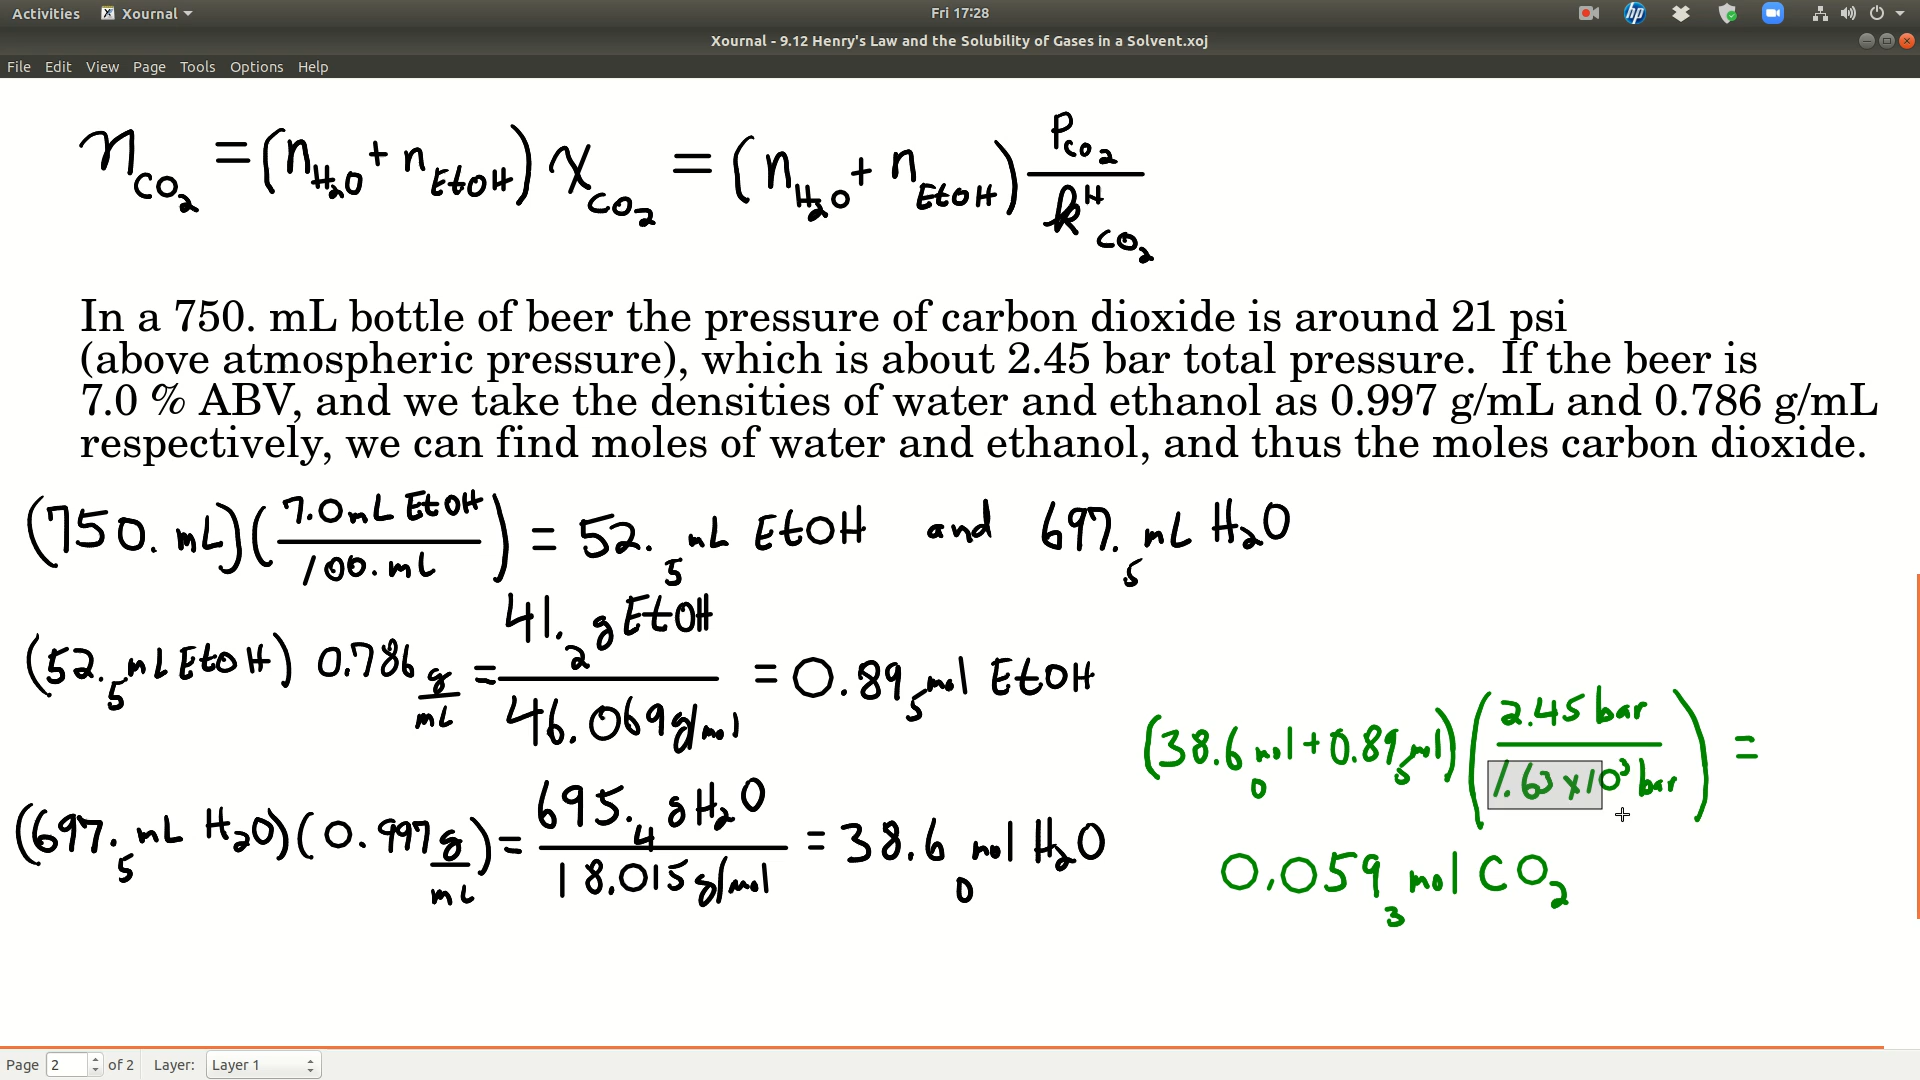 Activities Xournal Fri 17:28
Xournal - 9.12 Henry's Law and the Solubility of Gases in a Solvent.xoj
File Edit View Page Tools Options Help
n_CO₂ = (n_H₂O + n_EtOH) χ_CO₂ = (n_H₂O + n_EtOH) P_CO₂ / k^H_CO₂
In a 750. mL bottle of beer the pressure of carbon dioxide is around 21 psi
(above atmospheric pressure), which is about 2.45 bar total pressure. If the beer is
7.0 % ABV, and we take the densities of water and ethanol as 0.997 g/mL and 0.786 g/mL
respectively, we can find moles of water and ethanol, and thus the moles carbon dioxide.
(750. mL)(7.0 mL EtOH / 100. mL) = 52.₅ mL EtOH and 697.₅ mL H₂O
(52.₅ mL EtOH) 0.786 g/mL = 41.₂ g EtOH / 46.069 g/mol = 0.89₅ mol EtOH
(697.₅ mL H₂O)(0.997 g/mL) = 695.₄ g H₂O / 18.015 g/mol = 38.6₀ mol H₂O
(38.6₀ mol + 0.89₅ mol)(2.45 bar / 1.63 x10³ bar) =
0.059₃ mol CO₂
Page 2 of 2 Layer: Layer 1